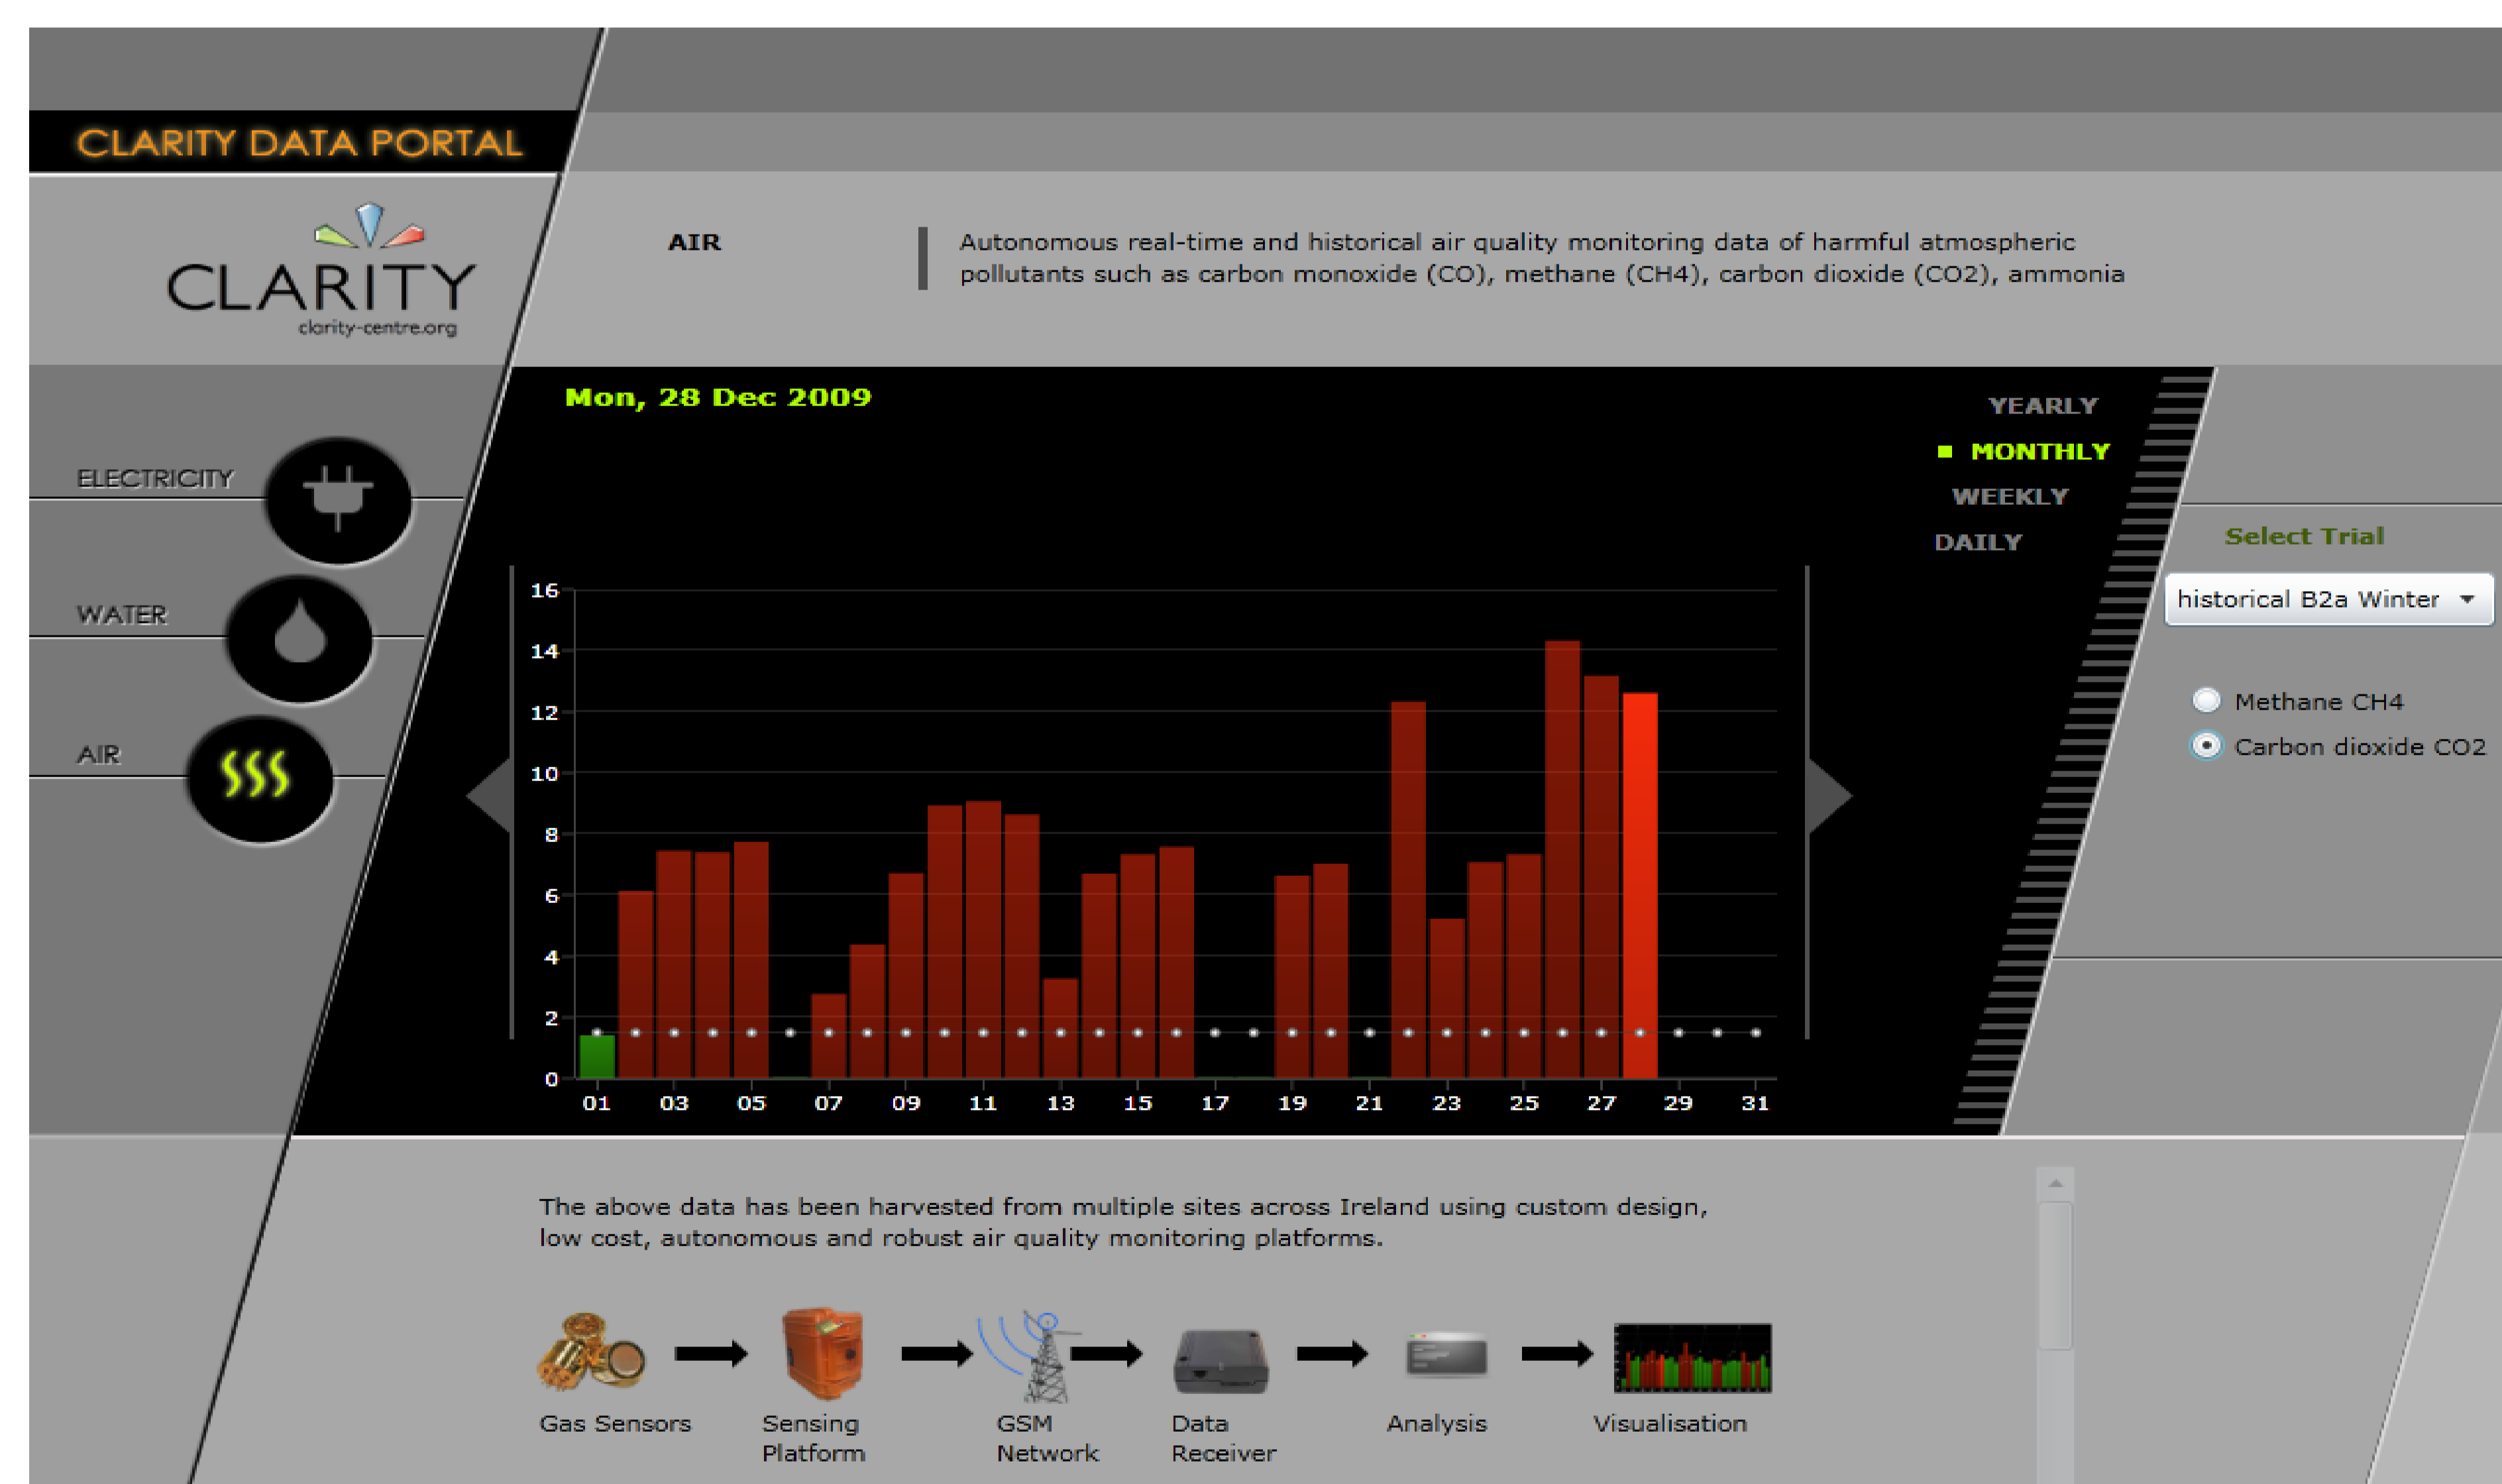 CLARITY DATA PORTAL
CLARITY
clarity-centre.org
AIR
Autonomous real-time and historical air quality monitoring data of harmful atmospheric
pollutants such as carbon monoxide (CO), methane (CH4), carbon dioxide (CO2), ammonia
ELECTRICITY
WATER
AIR
Mon, 28 Dec 2009
YEARLY
MONTHLY
WEEKLY
DAILY
16
14
12
10
8
6
4
2
0
01 03 05 07 09 11 13 15 17 19 21 23 25 27 29 31
Select Trial
historical B2a Winter
Methane CH4
Carbon dioxide CO2
The above data has been harvested from multiple sites across Ireland using custom design,
low cost, autonomous and robust air quality monitoring platforms.
Gas Sensors
Sensing
Platform
GSM
Network
Data
Receiver
Analysis
Visualisation